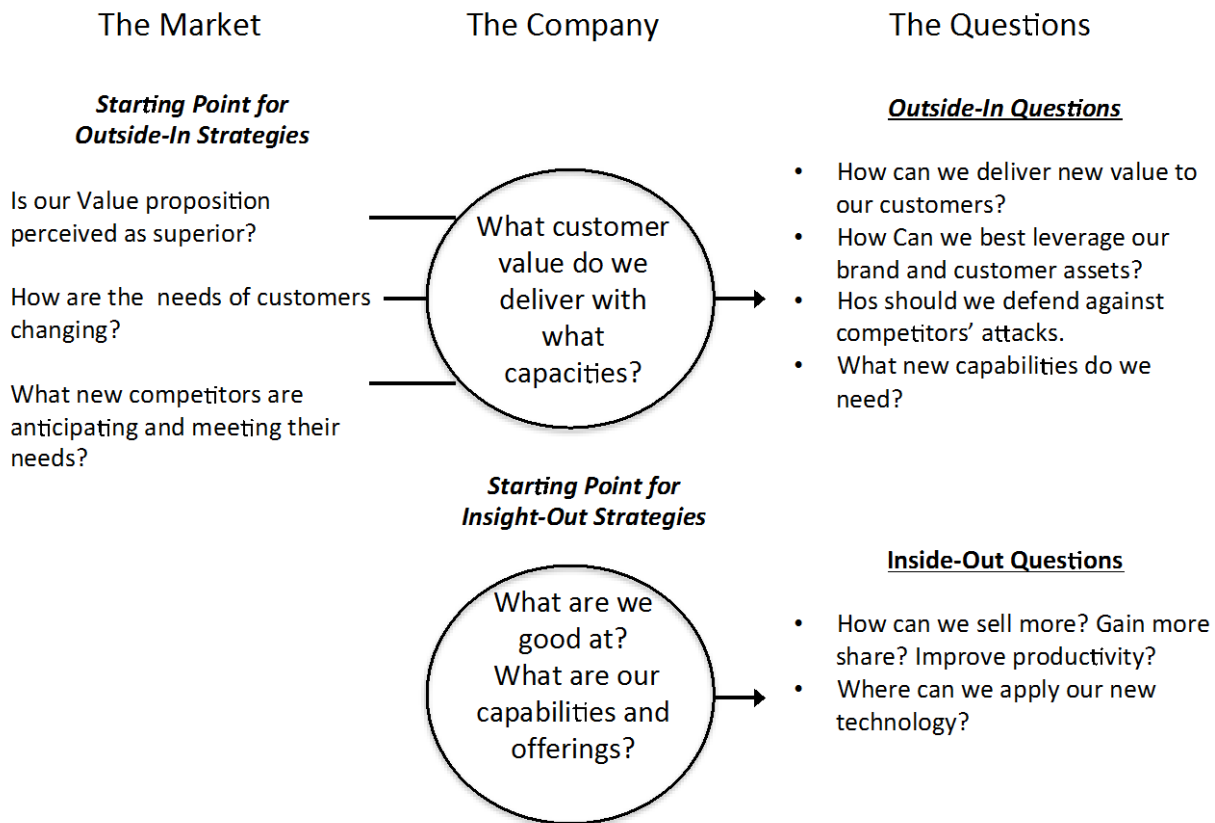 The Market
The Company
The Questions
Starting Point for
Outside-In Strategies
Is our Value proposition
perceived as superior?
How are the  needs of customers
changing?
What new competitors are
anticipating and meeting their
needs?
What customer
value do we
deliver with
what
capacities?
Outside-In Questions
• How can we deliver new value to
our customers?
• How Can we best leverage our
brand and customer assets?
• Hos should we defend against
competitors’ attacks.
• What new capabilities do we
need?
Starting Point for
Insight-Out Strategies
What are we
good at?
What are our
capabilities and
offerings?
Inside-Out Questions
• How can we sell more? Gain more
share? Improve productivity?
• Where can we apply our new
technology?